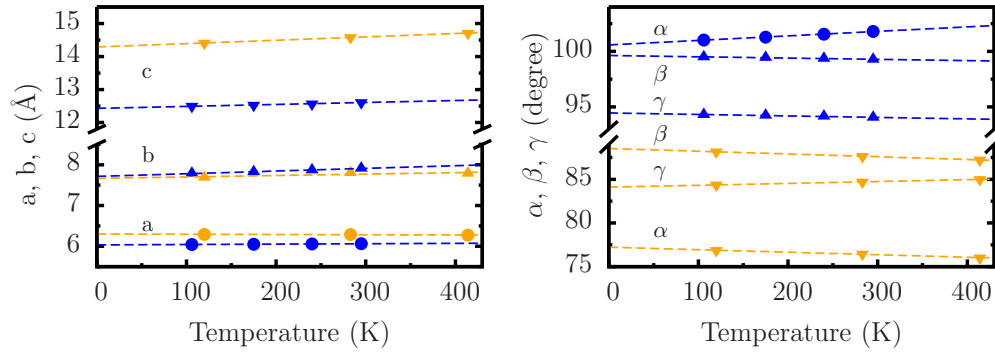 15
14
13
12
8
7
6
a, b, c (Å)
c
b
a
0
100
200
300
400
Temperature (K)
100
95
85
80
75
α, β, γ (degree)
α
β
γ
β
γ
α
0
100
200
300
400
Temperature (K)